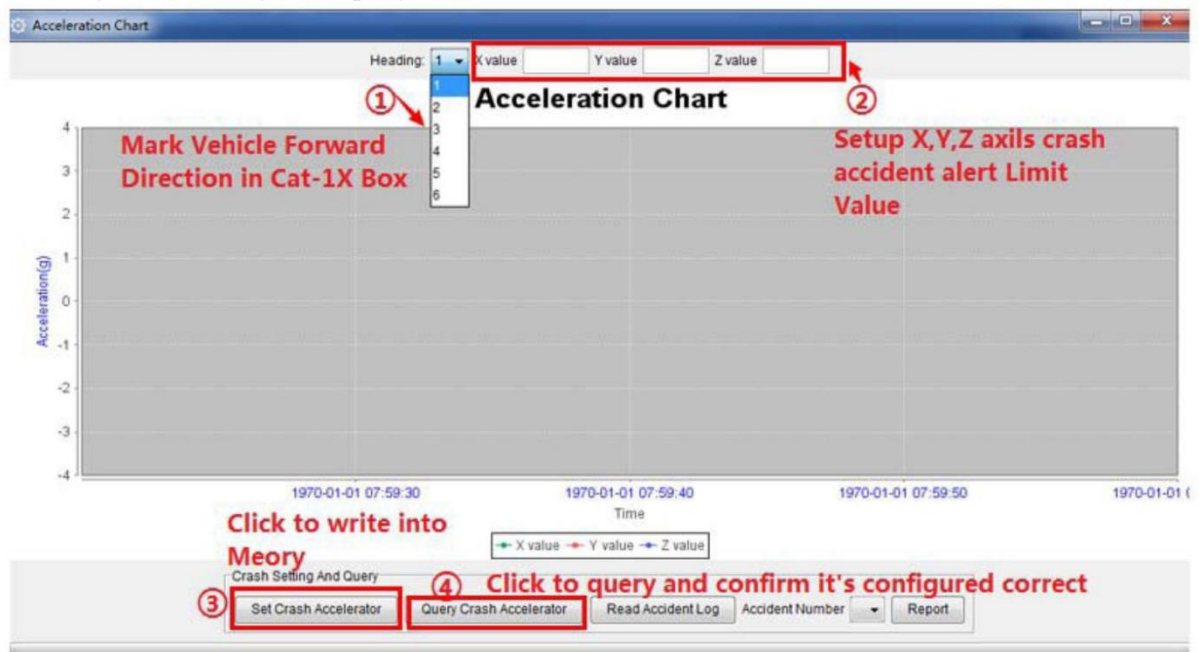 Acceleration Chart
Heading: 1 X value Y value Z value
1
2
3
4
5
6
① ②
Acceleration Chart
Mark Vehicle Forward
Direction in Cat-1X Box
Setup X,Y,Z axils crash
accident alert Limit
Value
4
3
2
1
0
-1
-2
-3
-4
Acceleration(g)
1970-01-01 07:59:30 1970-01-01 07:59:40 1970-01-01 07:59:50 1970-01-01
Time
X value Y value Z value
Click to write into
Meory
Crash Setting And Query
④ Click to query and confirm it's configured correct
③ Set Crash Accelerator Query Crash Accelerator Read Accident Log Accident Number Report